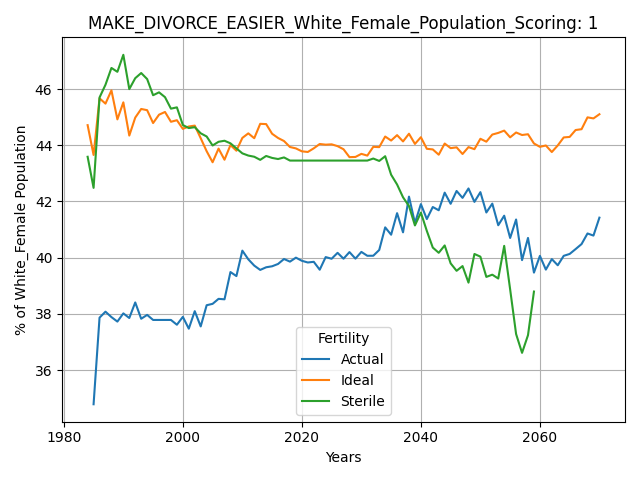 MAKE_DIVORCE_EASIER_White_Female_Population_Scoring: 1
% of White_Female Population
46
44
42
40
38
36
1980
2000
2020
2040
2060
Years
Fertility
Actual
Ideal
Sterile